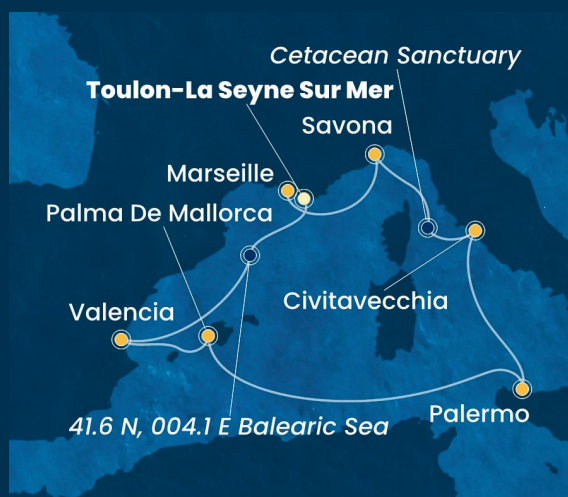 Cetacean Sanctuary
Toulon-La Seyne Sur Mer
Savona
Marseille
Palma De Mallorca
Civitavecchia
Valencia
Palermo
41.6 N, 004.1 E Balearic Sea